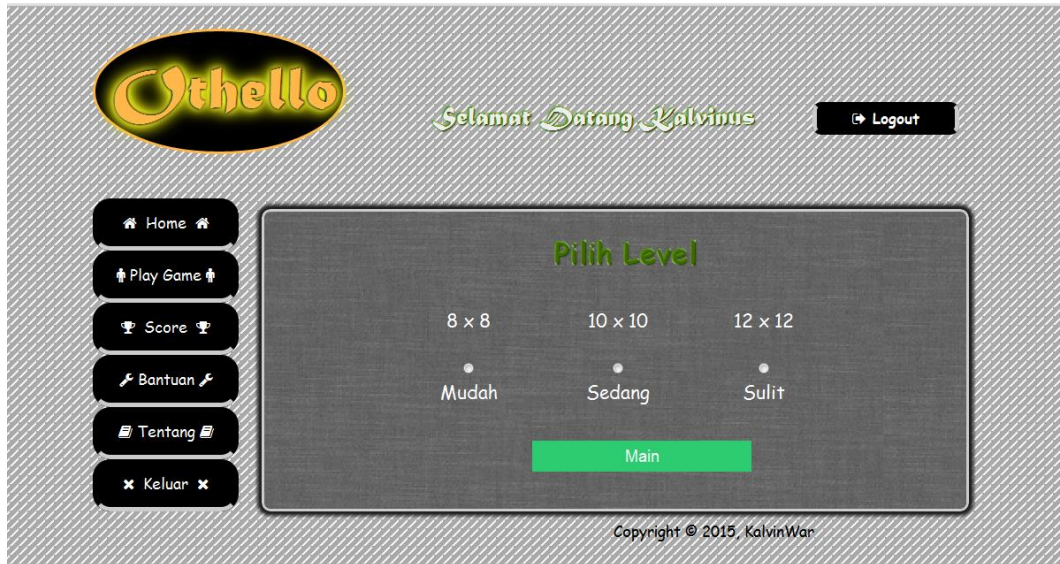 Othello
Selamat Datang Kalvinus
Logout
Home
Play Game
Score
Bantuan
Tentang
Keluar
Pilih Level
8 x 8 10 x 10 12 x 12
Mudah Sedang Sulit
Main
Copyright © 2015, KalvinWar